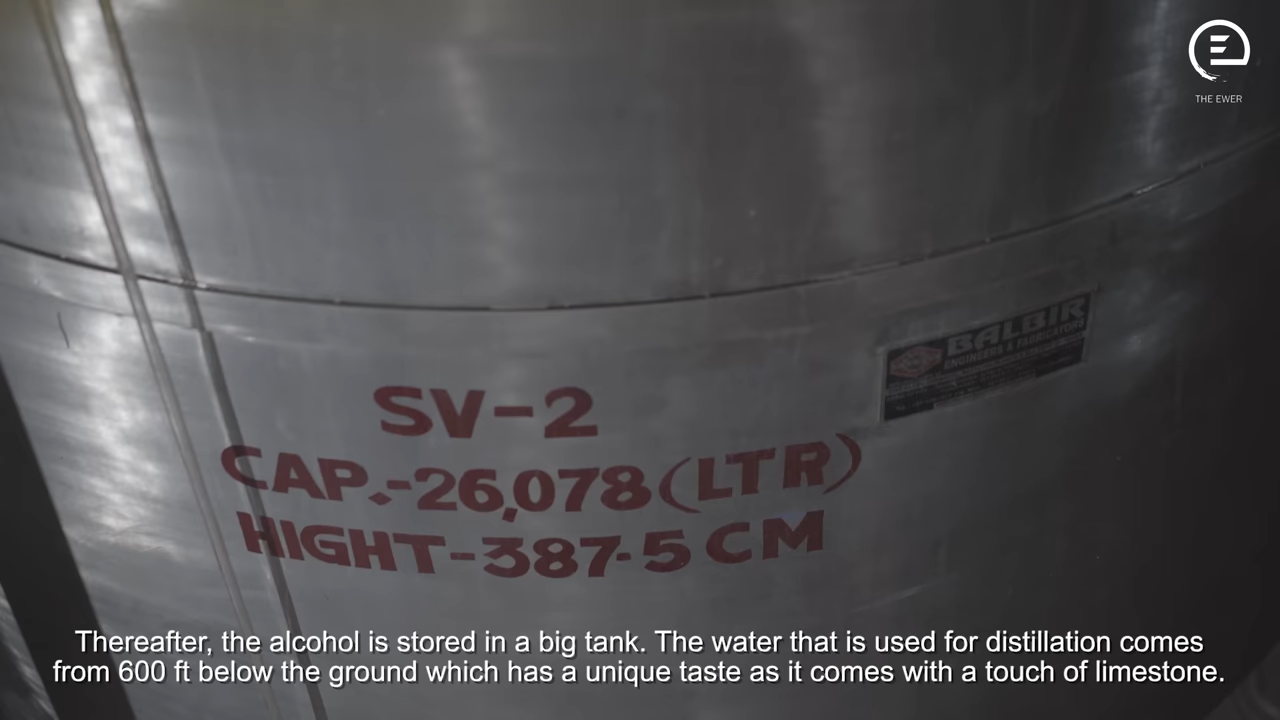 THE EWER
BALBIR
ENGINEERS & FABRICATORS
SV-2
CAP.-26,078(LTR)
HIGHT-387-5CM
Thereafter, the alcohol is stored in a big tank. The water that is used for distillation comes
from 600 ft below the ground which has a unique taste as it comes with a touch of limestone.